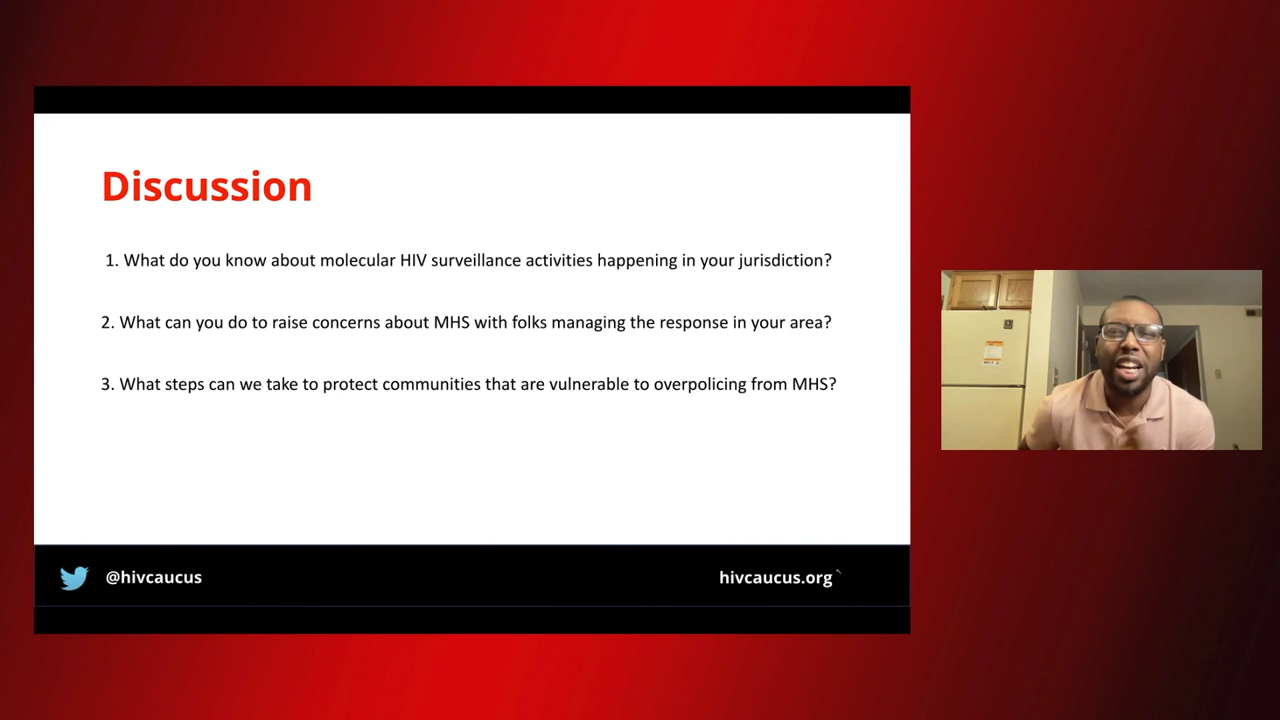 Discussion
1. What do you know about molecular HIV surveillance activities happening in your jurisdiction?
2. What can you do to raise concerns about MHS with folks managing the response in your area?
3. What steps can we take to protect communities that are vulnerable to overpolicing from MHS?
@hivcaucus
hivcaucus.org